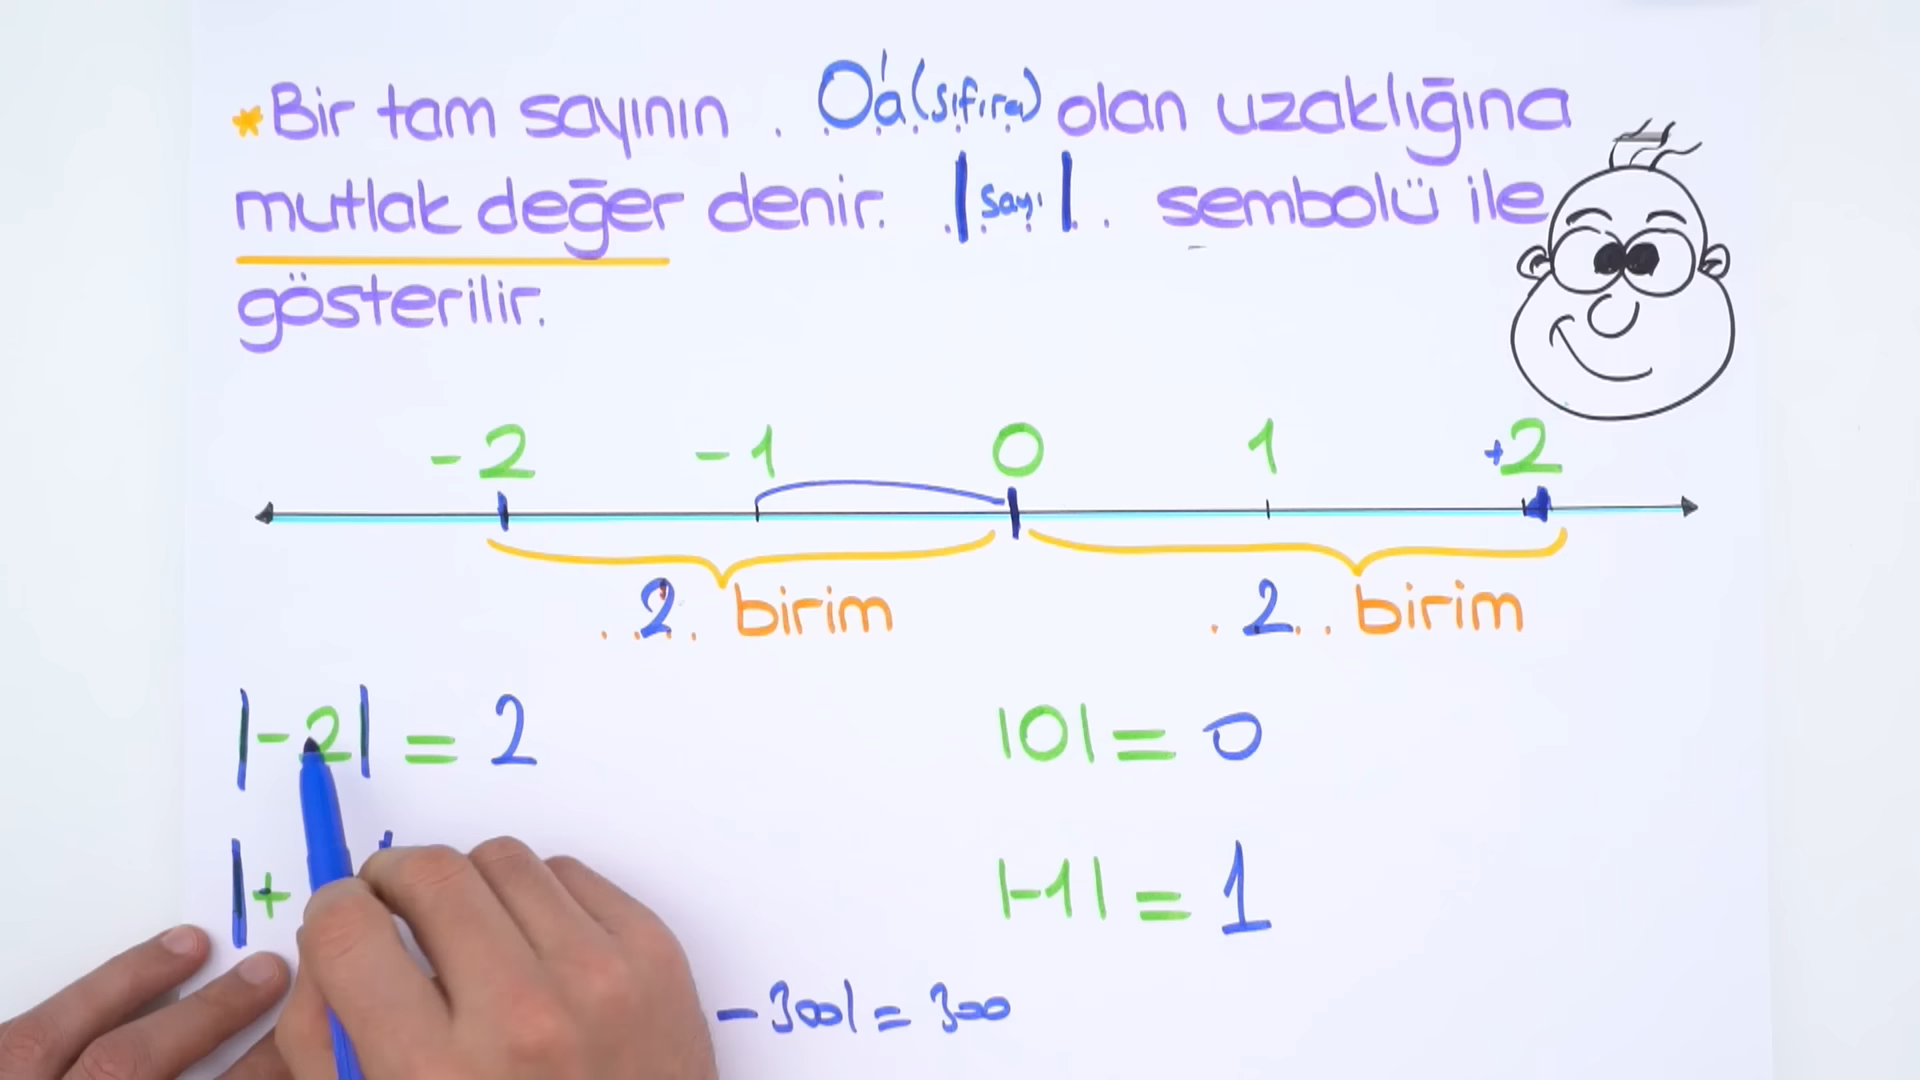 *Bir tam sayının . 0'a (sıfıra) olan uzaklığına
mutlak değer denir. |sayı| . sembolü ile
gösterilir.
-2 -1 0 1 +2
2 birim 2 birim
|-2| = 2 |0| = 0
|+ |-1| = 1
-300| = 300